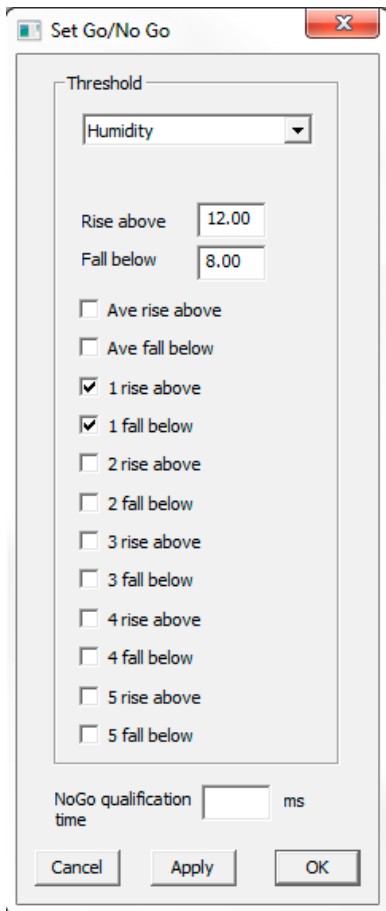 Set Go/No Go
Threshold
Humidity
Rise above 12.00
Fall below 8.00
Ave rise above
Ave fall below
1 rise above
1 fall below
2 rise above
2 fall below
3 rise above
3 fall below
4 rise above
4 fall below
5 rise above
5 fall below
NoGo qualification ms
time
Cancel Apply OK